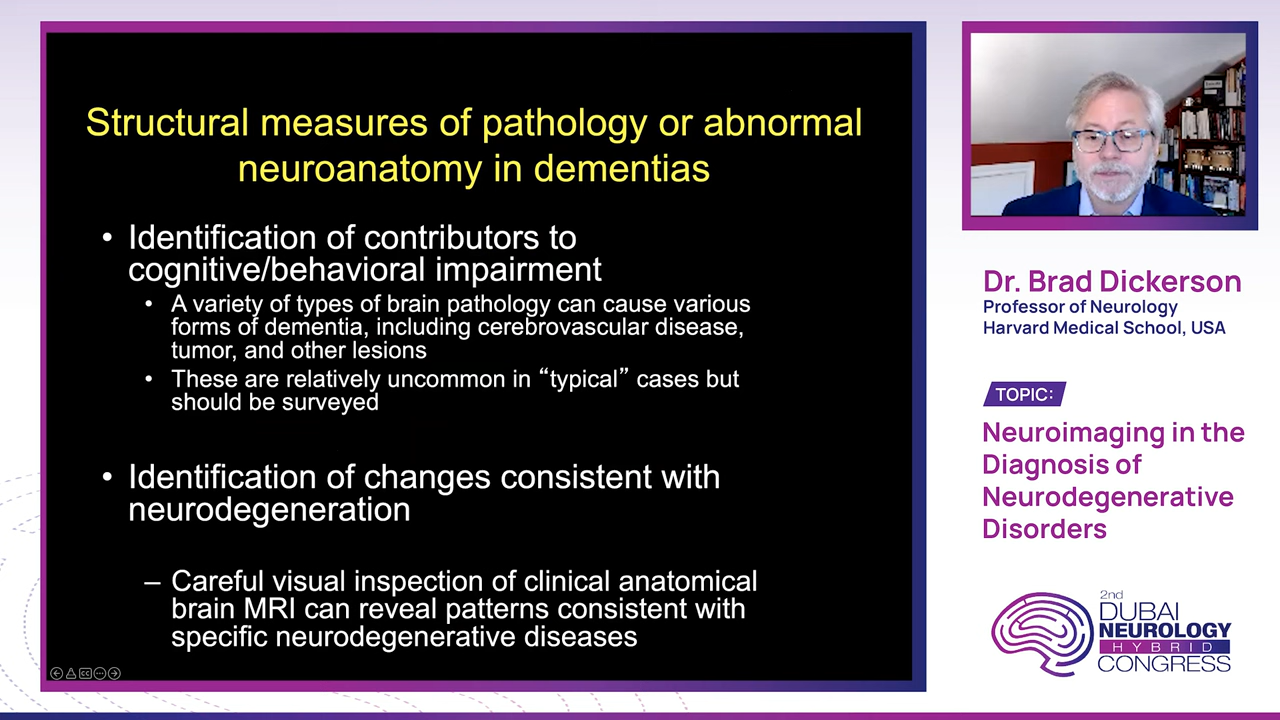 Structural measures of pathology or abnormal
neuroanatomy in dementias
• Identification of contributors to
cognitive/behavioral impairment
• A variety of types of brain pathology can cause various
forms of dementia, including cerebrovascular disease,
tumor, and other lesions
• These are relatively uncommon in “typical” cases but
should be surveyed
• Identification of changes consistent with
neurodegeneration
– Careful visual inspection of clinical anatomical
brain MRI can reveal patterns consistent with
specific neurodegenerative diseases
Dr. Brad Dickerson
Professor of Neurology
Harvard Medical School, USA
TOPIC:
Neuroimaging in the
Diagnosis of
Neurodegenerative
Disorders
2nd
DUBAI
NEUROLOGY
HYBRID
CONGRESS